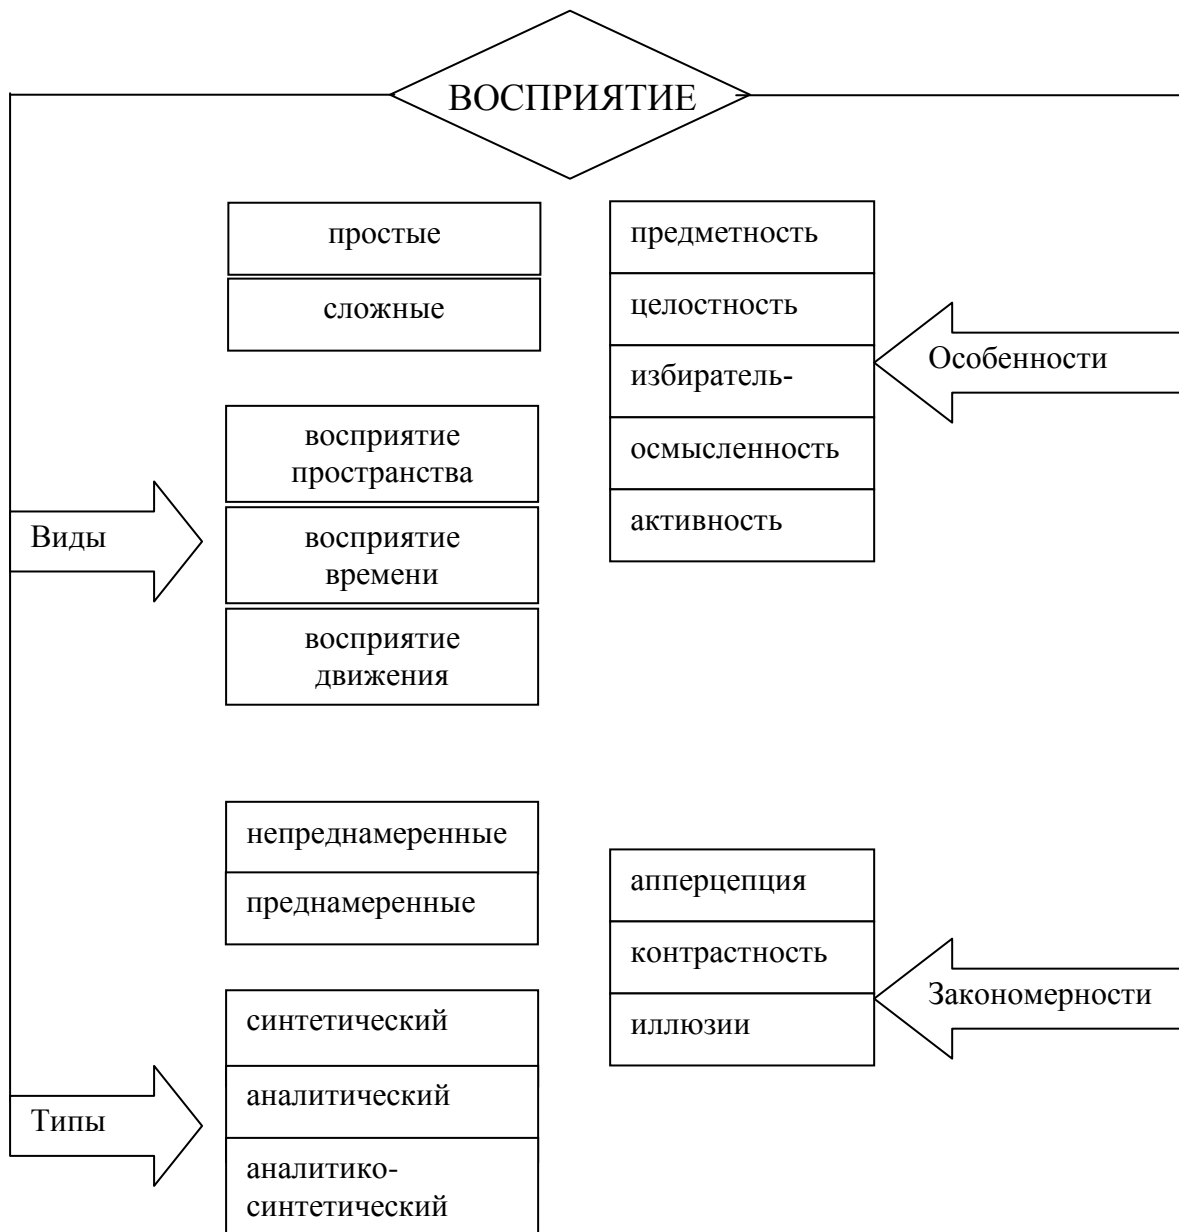 ВОСПРИЯТИЕ
простые
сложные
восприятие
пространства
восприятие
времени
восприятие
движения
Виды
непреднамеренные
преднамеренные
синтетический
аналитический
аналитико-
синтетический
Типы
предметность
целостность
избиратель-
осмысленность
активность
Особенности
апперцепция
контрастность
иллюзии
Закономерности